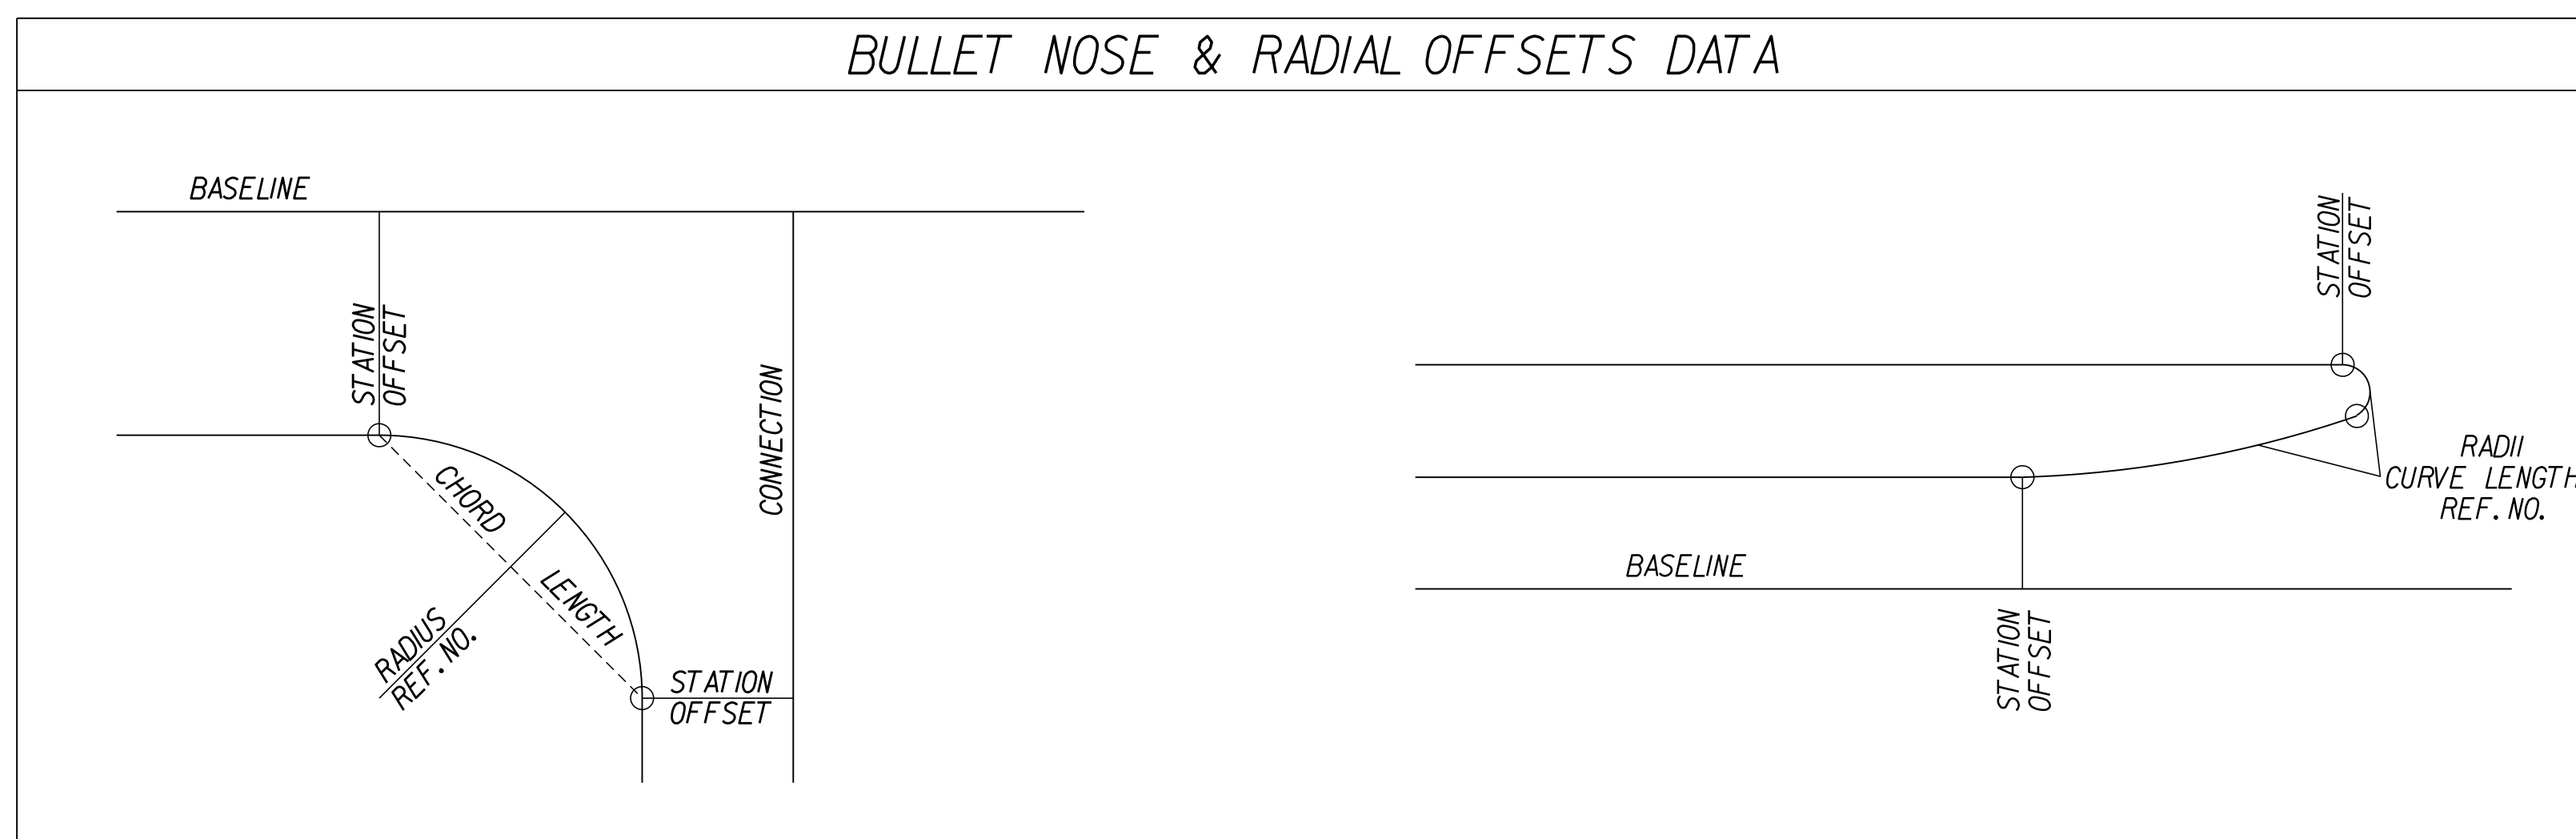 BULLET NOSE & RADIAL OFFSETS DATA
BASELINE
STATION
OFFSET
CONNECTION
CHORD LENGTH
RADIUS
REF. NO.
STATION
OFFSET
STATION
OFFSET
RADII
CURVE LENGTH
REF. NO.
BASELINE
STATION
OFFSET